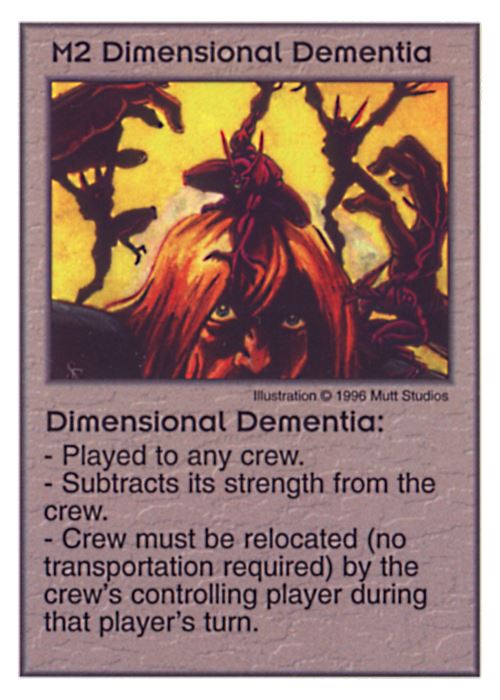 M2 Dimensional Dementia
Illustration © 1996 Mutt Studios
Dimensional Dementia:
- Played to any crew.
- Subtracts its strength from the
crew.
- Crew must be relocated (no
transportation required) by the
crew's controlling player during
that player's turn.